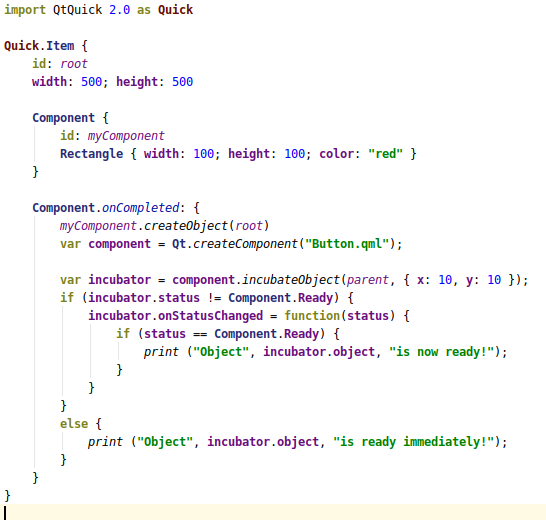 import QtQuick 2.0 as Quick
Quick.Item {
id: root
width: 500; height: 500
Component {
id: myComponent
Rectangle { width: 100; height: 100; color: "red" }
}
Component.onCompleted: {
myComponent.createObject(root)
var component = Qt.createComponent("Button.qml");
var incubator = component.incubateObject(parent, { x: 10, y: 10 });
if (incubator.status != Component.Ready) {
incubator.onStatusChanged = function(status) {
if (status == Component.Ready) {
print ("Object", incubator.object, "is now ready!");
}
}
}
else {
print ("Object", incubator.object, "is ready immediately!");
}
}
}